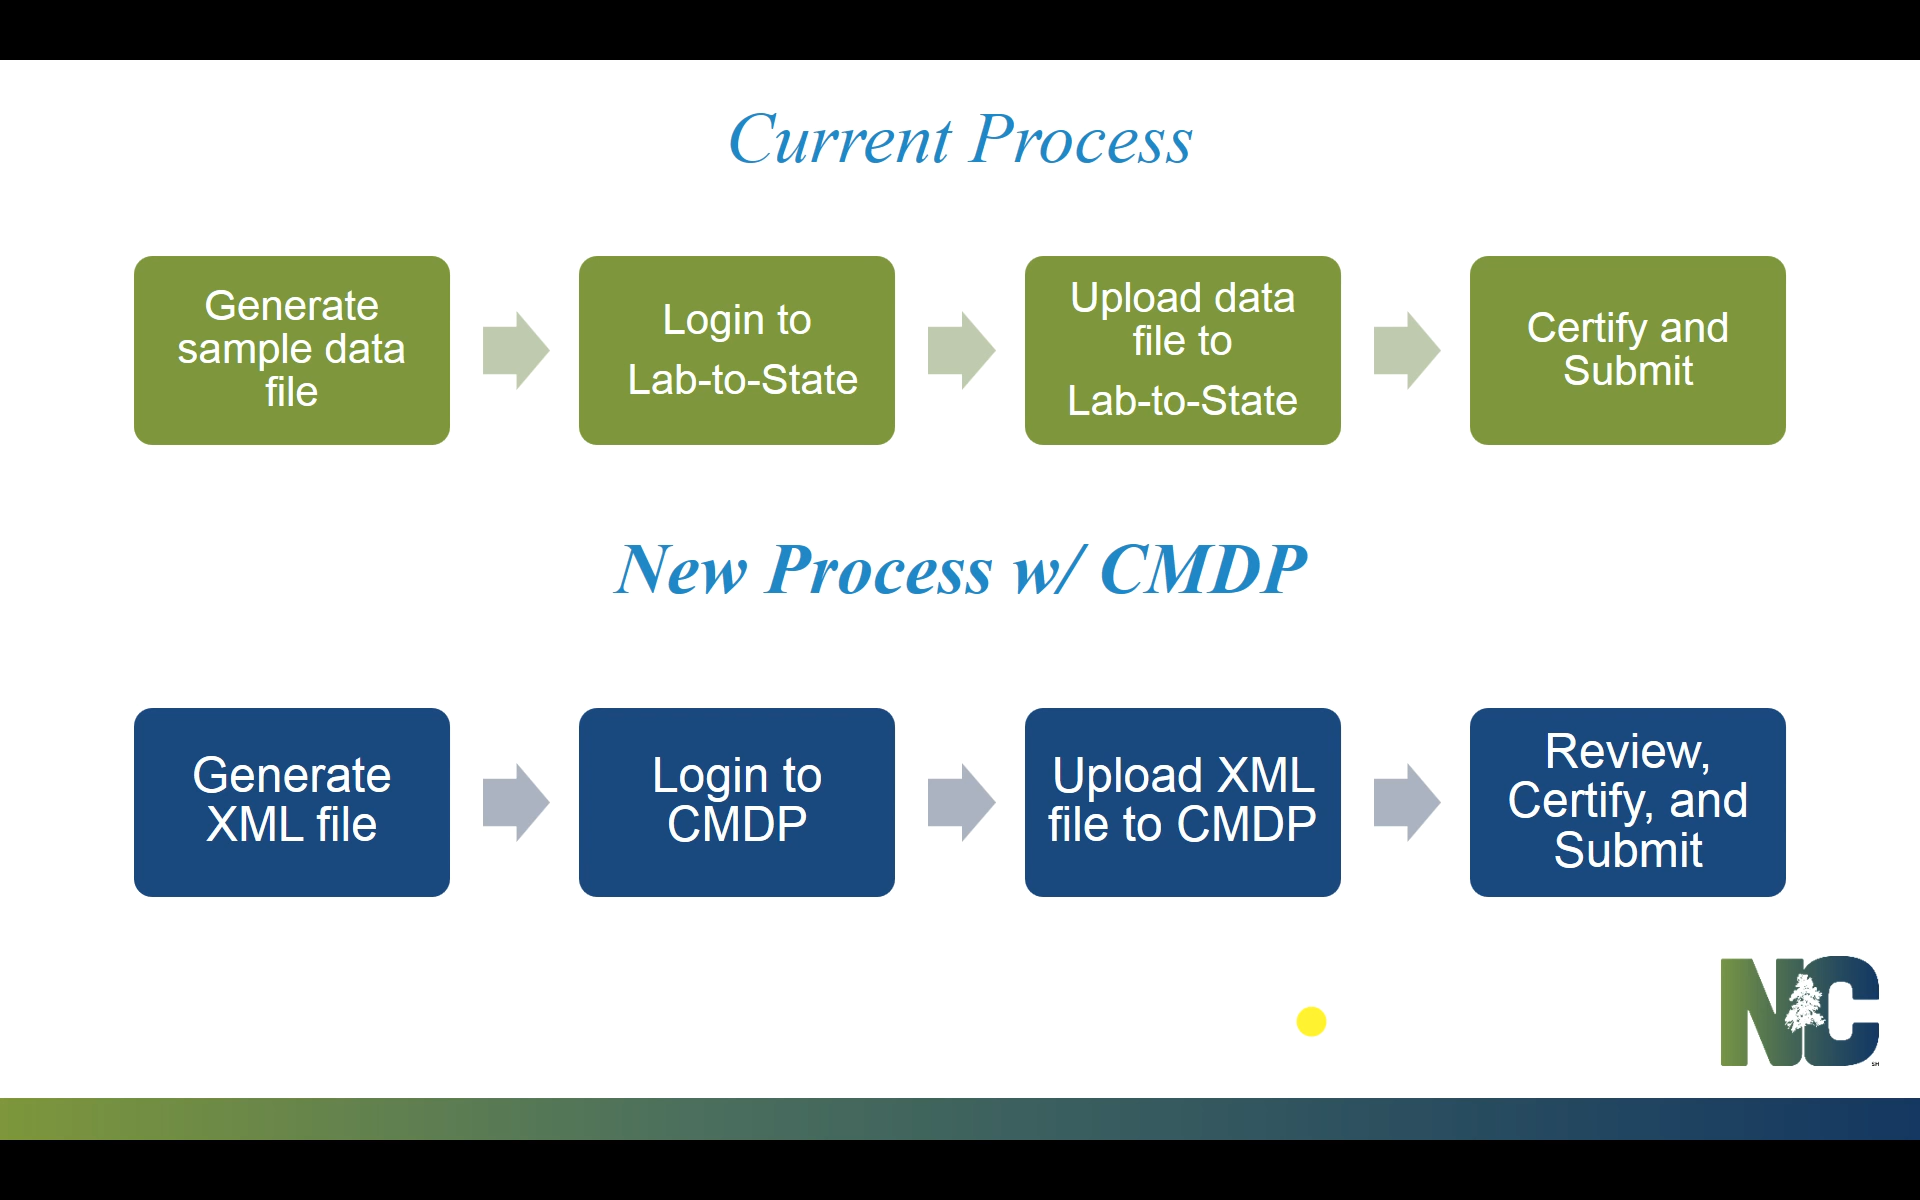 Current Process
Generate
sample data
file
Login to
Lab-to-State
Upload data
file to
Lab-to-State
Certify and
Submit
New Process w/ CMDP
Generate
XML file
Login to
CMDP
Upload XML
file to CMDP
Review,
Certify, and
Submit
NC